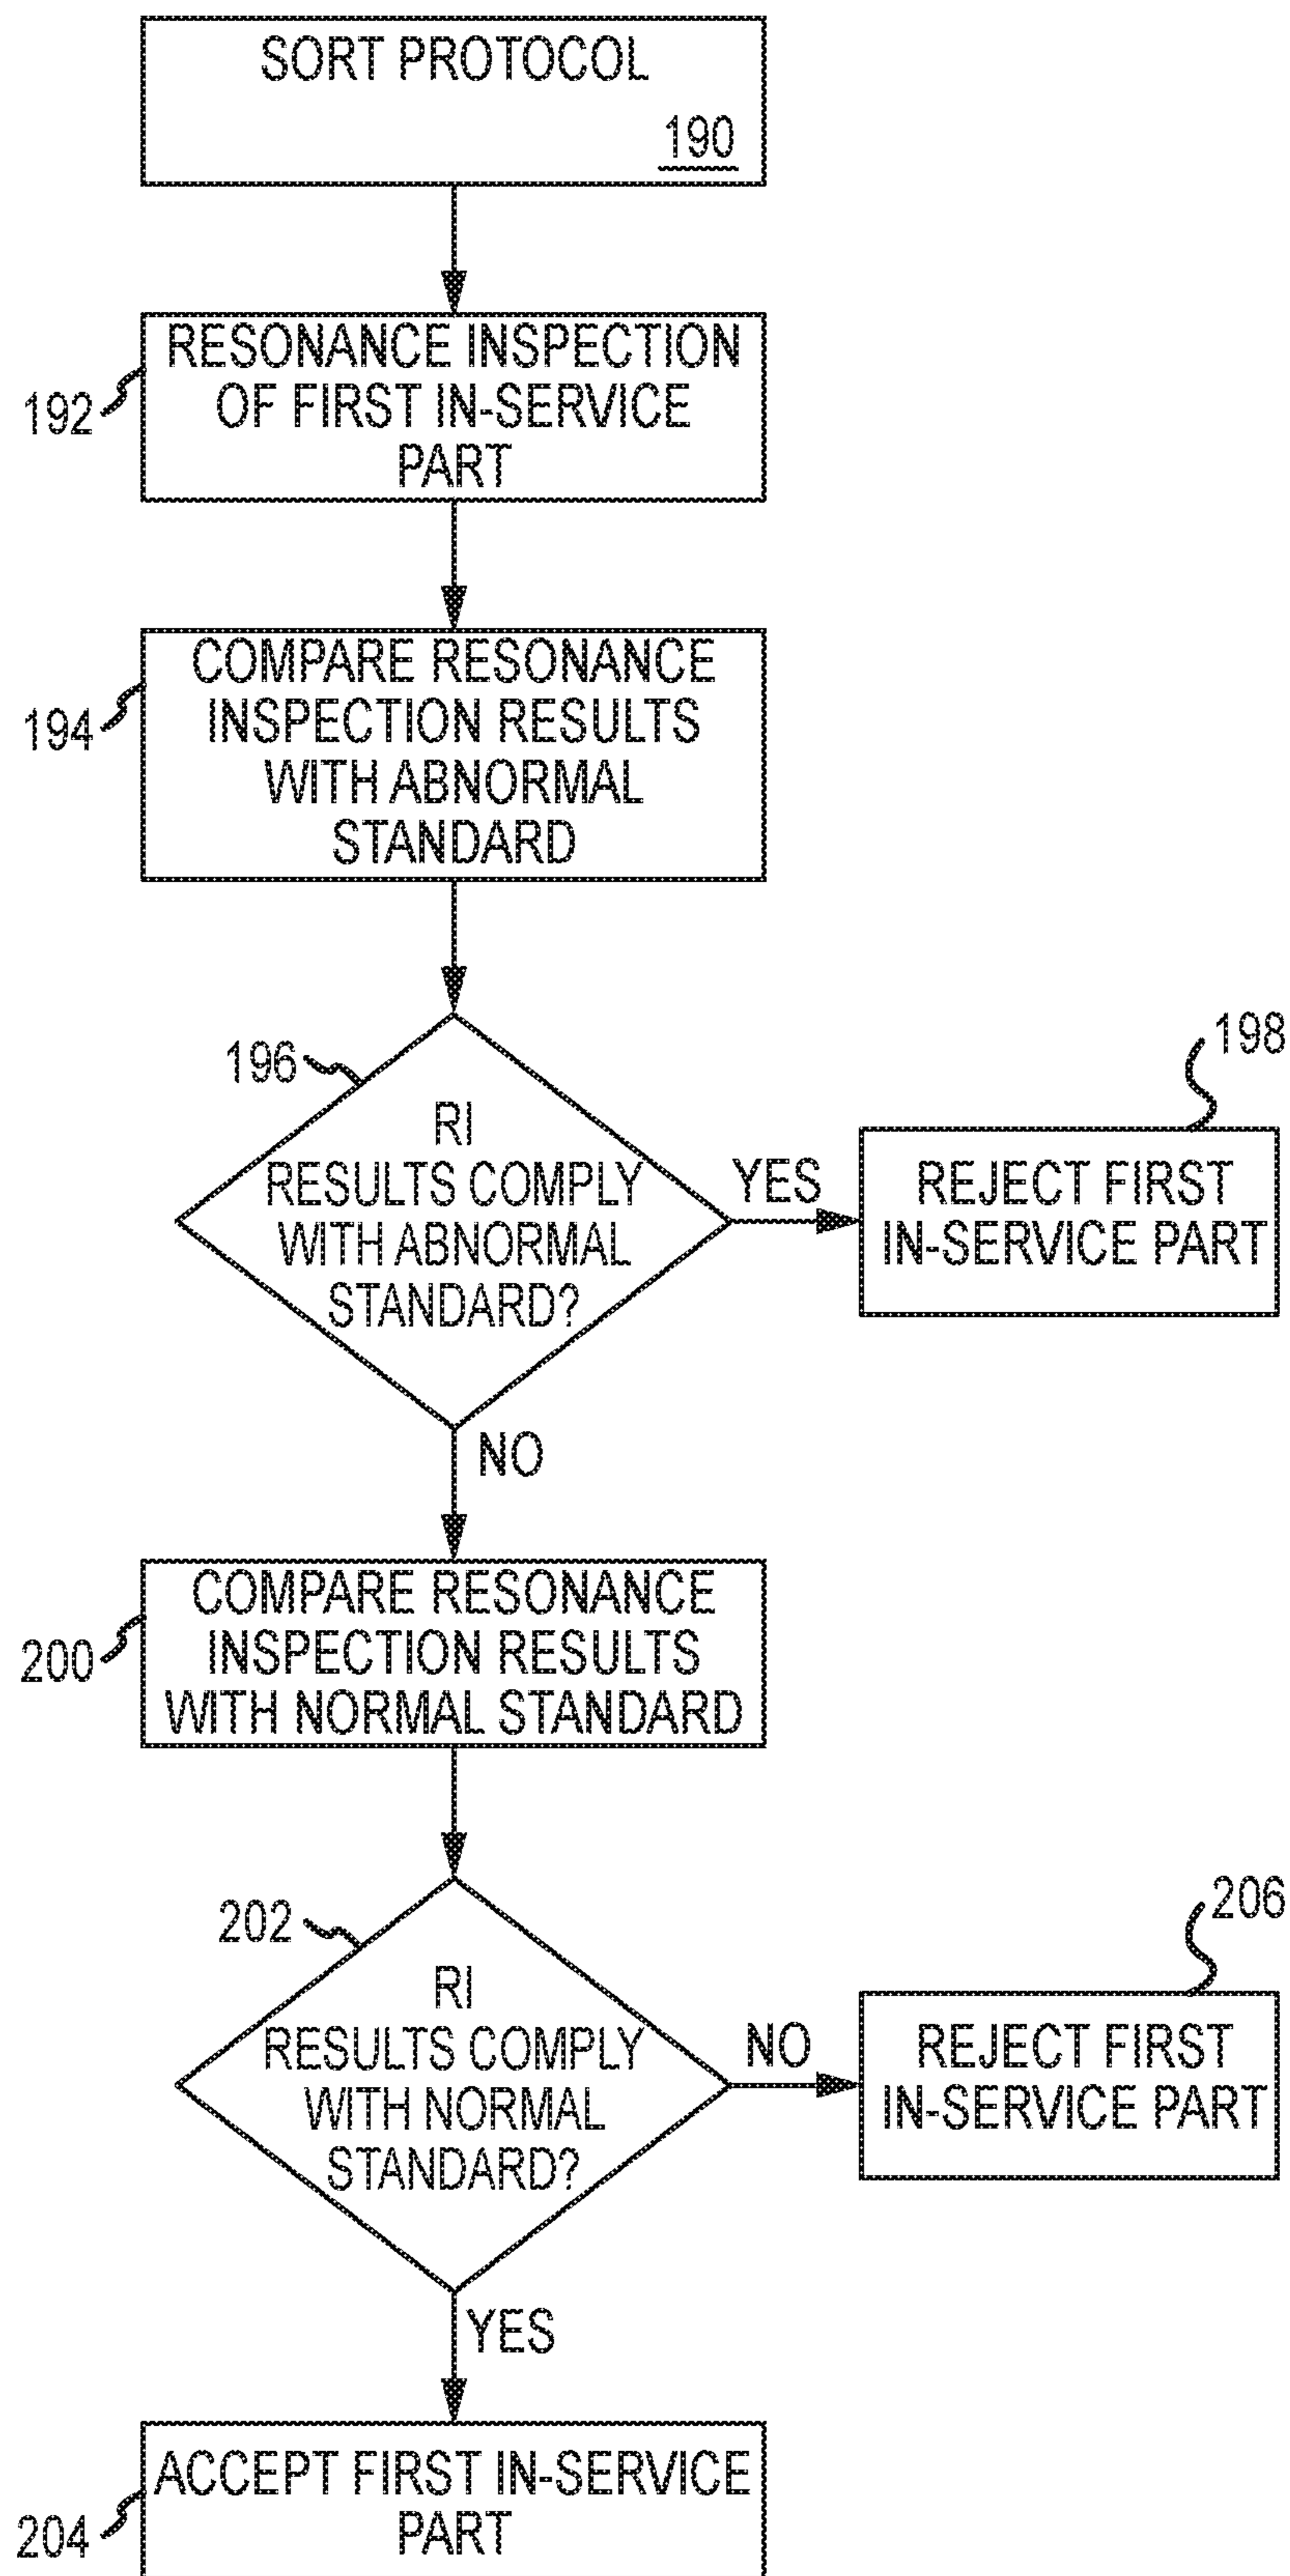 SORT PROTOCOL
190
RESONANCE INSPECTION
OF FIRST IN-SERVICE
PART
192
COMPARE RESONANCE
INSPECTION RESULTS
WITH ABNORMAL
STANDARD
194
196
RI
RESULTS COMPLY
WITH ABNORMAL
STANDARD?
YES
198
REJECT FIRST
IN-SERVICE PART
NO
COMPARE RESONANCE
INSPECTION RESULTS
WITH NORMAL STANDARD
200
202
RI
RESULTS COMPLY
WITH NORMAL
STANDARD?
NO
206
REJECT FIRST
IN-SERVICE PART
YES
ACCEPT FIRST IN-SERVICE
PART
204